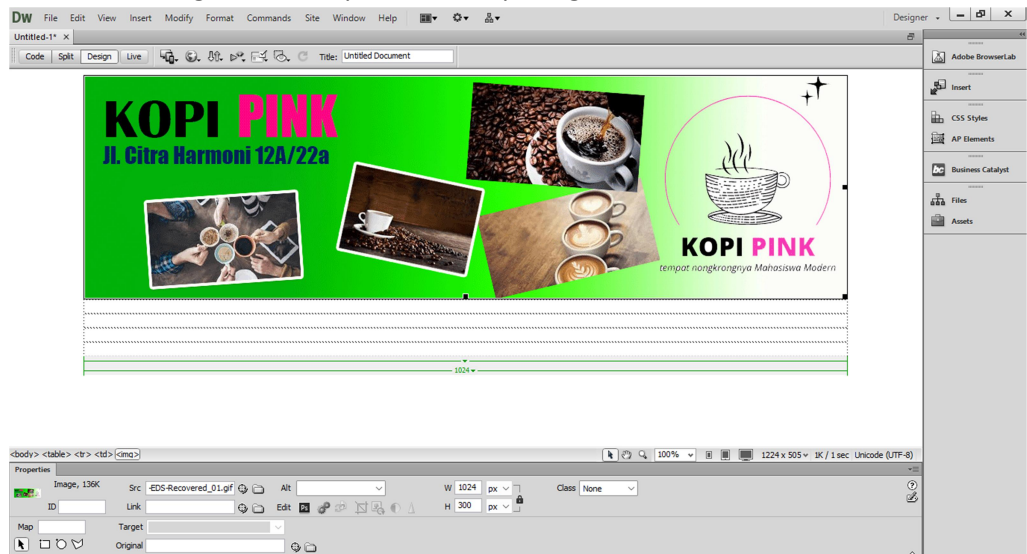 DW File Edit View Insert Modify Format Commands Site Window Help Designer
Untitled-1* ×
Code Split Design Live Title: Untitled Document
Adobe BrowserLab
Insert
CSS Styles
AP Elements
Business Catalyst
Files
Assets
KOPI PINK
Jl. Citra Harmoni 12A/22a
KOPI PINK
tempat nongkrongnya Mahasiswa Modern
1024
<body> <table> <tr> <td> <img> 100% 1224 x 505 1K / 1 sec Unicode (UTF-8)
Properties
Image, 136K Src -EDS-Recovered_01.gif Alt W 1024 px Class None
ID Link Edit Ps H 300 px
Map Target
Original